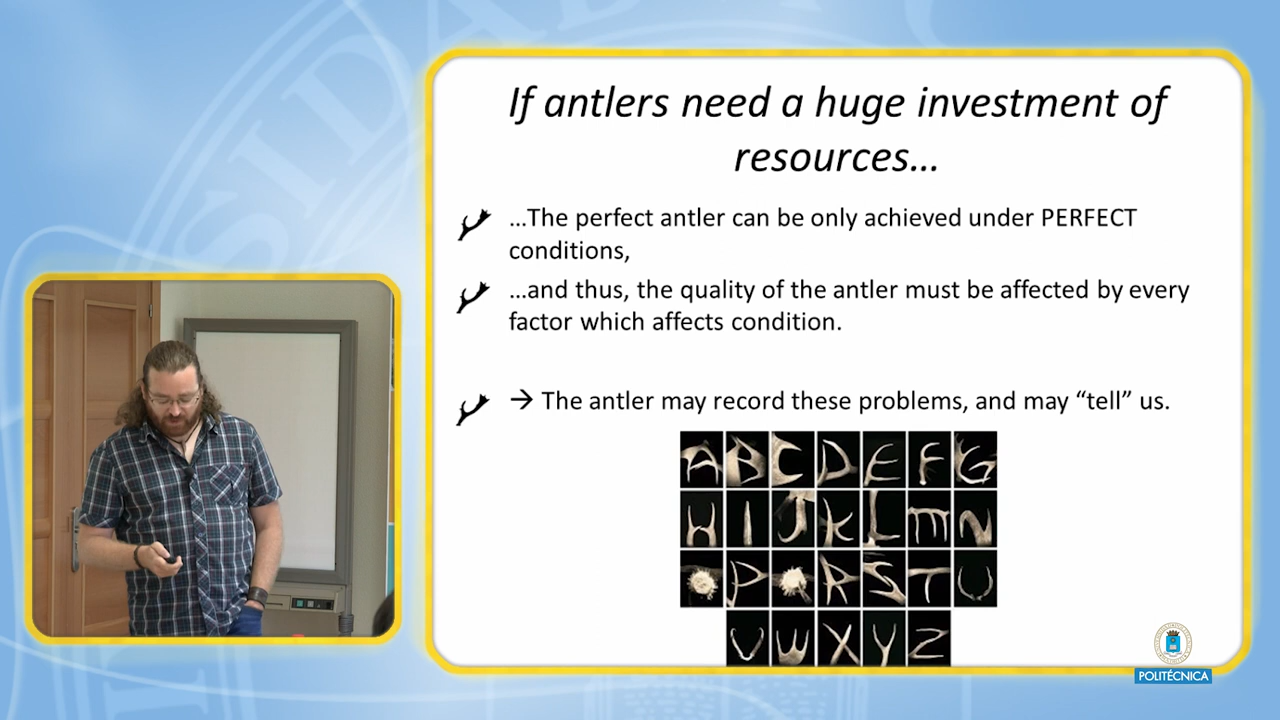 If antlers need a huge investment of
resources...
...The perfect antler can be only achieved under PERFECT
conditions,
...and thus, the quality of the antler must be affected by every
factor which affects condition.
→ The antler may record these problems, and may “tell” us.
A B C D E F G
H I J K L m N
O P Q R S T U
V W X Y Z
POLITÉCNICA